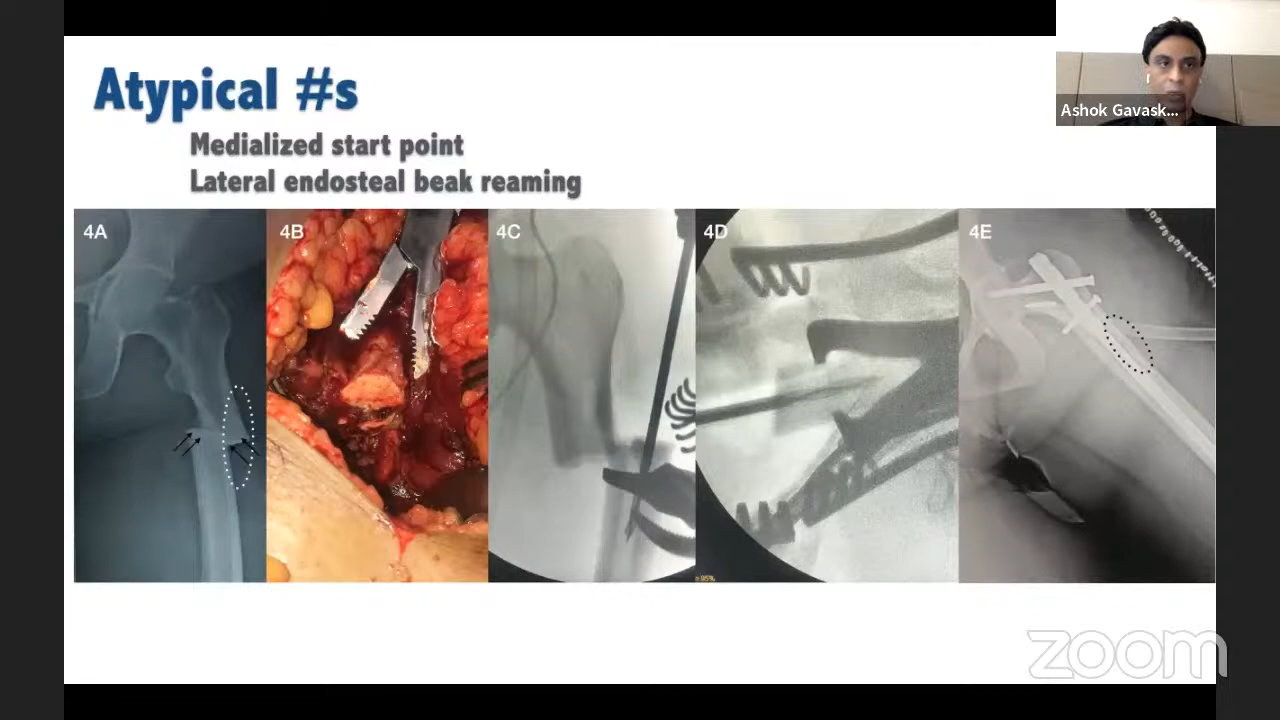 Atypical #s
Medialized start point
Lateral endosteal beak reaming
Ashok Gavask...
4A
4B
4C
4D
4E
zoom